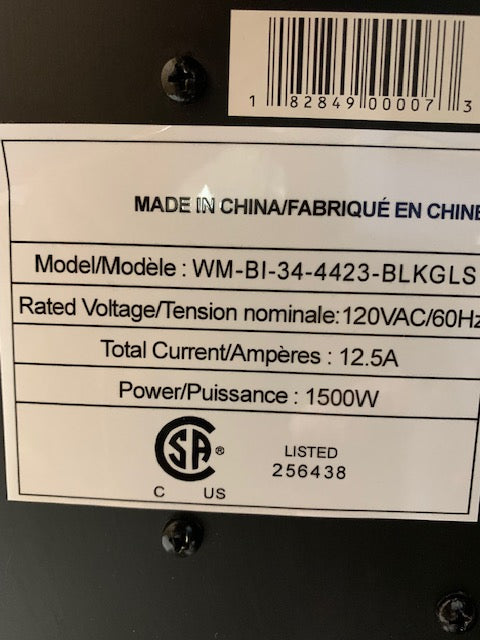 1 82849 00007 3
MADE IN CHINA/FABRIQUÉ EN CHINE
Model/Modèle : WM-BI-34-4423-BLKGLS
Rated Voltage/Tension nominale:120VAC/60Hz
Total Current/Ampères : 12.5A
Power/Puissance : 1500W
CSA®
C US
LISTED
256438